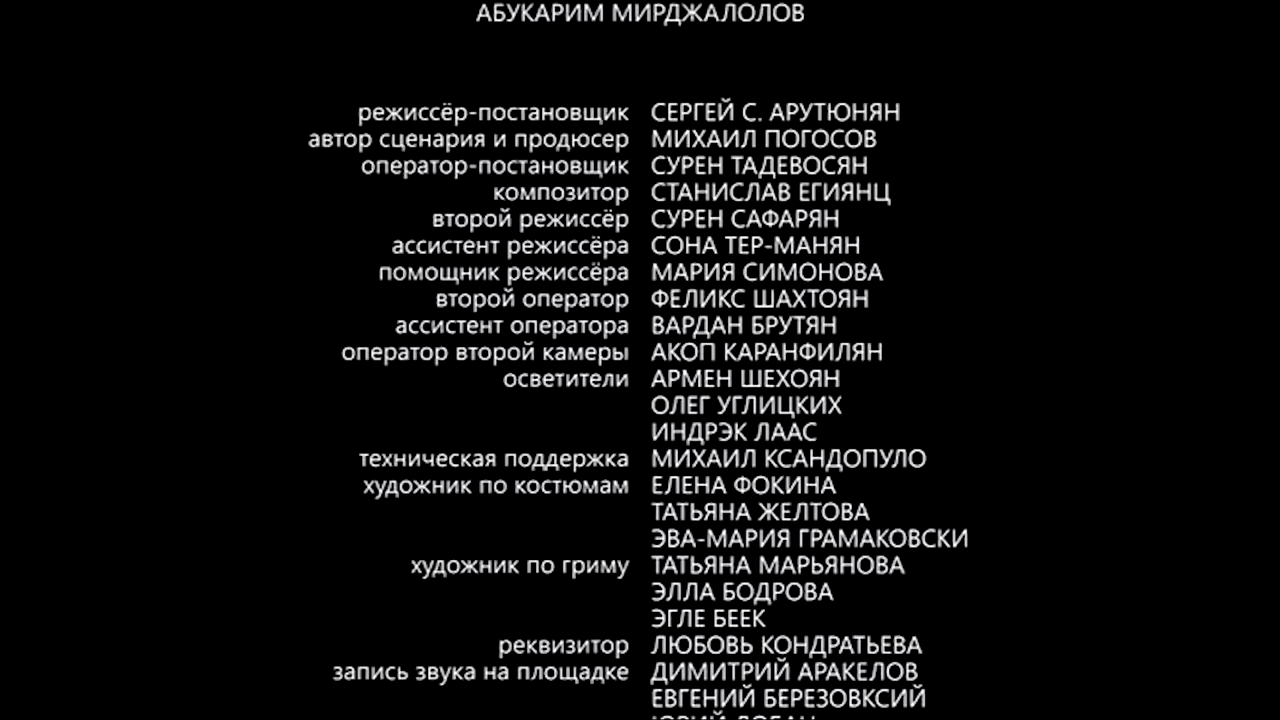 АБУКАРИМ МИРДЖАЛОЛОВ
режиссёр-постановщик СЕРГЕЙ С. АРУТЮНЯН
автор сценария и продюсер МИХАИЛ ПОГОСОВ
оператор-постановщик СУРЕН ТАДЕВОСЯН
композитор СТАНИСЛАВ ЕГИЯНЦ
второй режиссёр СУРЕН САФАРЯН
ассистент режиссёра СОНА ТЕР-МАНЯН
помощник режиссёра МАРИЯ СИМОНОВА
второй оператор ФЕЛИКС ШАХТОЯН
ассистент оператора ВАРДАН БРУТЯН
оператор второй камеры АКОП КАРАНФИЛЯН
осветители АРМЕН ШЕХОЯН
ОЛЕГ УГЛИЦКИХ
ИНДРЭК ЛААС
техническая поддержка МИХАИЛ КСАНДОПУЛО
художник по костюмам ЕЛЕНА ФОКИНА
ТАТЬЯНА ЖЕЛТОВА
ЭВА-МАРИЯ ГРАМАКОВСКИ
художник по гриму ТАТЬЯНА МАРЬЯНОВА
ЭЛЛА БОДРОВА
ЭГЛЕ БЕЕК
реквизитор ЛЮБОВЬ КОНДРАТЬЕВА
запись звука на площадке ДИМИТРИЙ АРАКЕЛОВ
ЕВГЕНИЙ БЕРЕЗОВКСИЙ